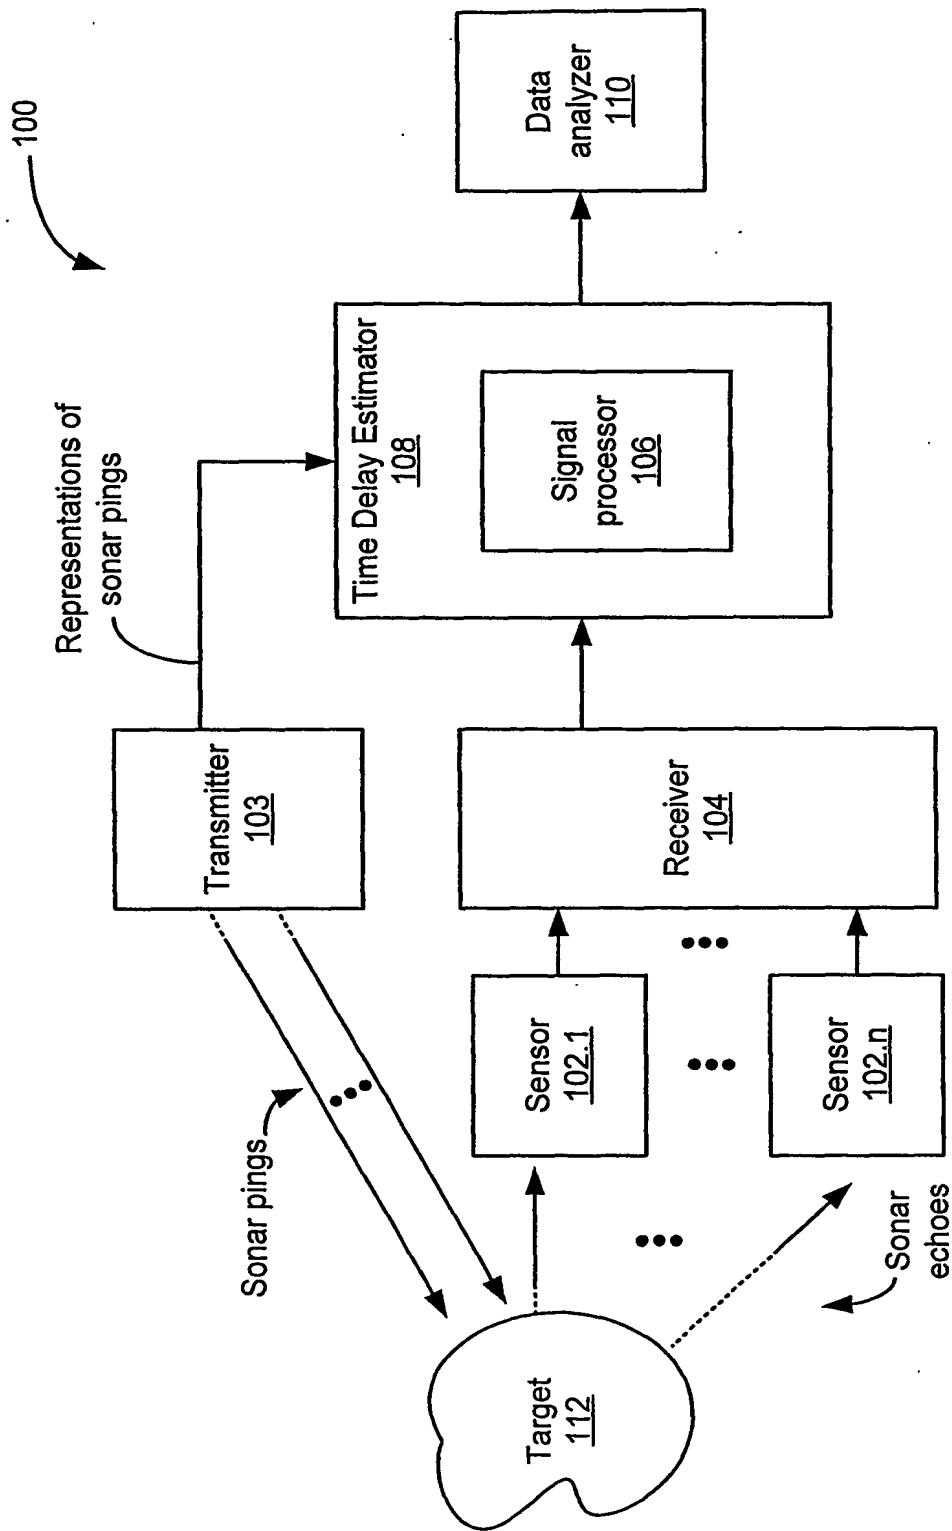 100
Representations of
sonar pings
Transmitter
103
Sonar pings
Time Delay Estimator
108
Signal
processor
106
Data
analyzer
110
Receiver
104
Sensor
102.1
Sensor
102.n
Target
112
Sonar
echoes